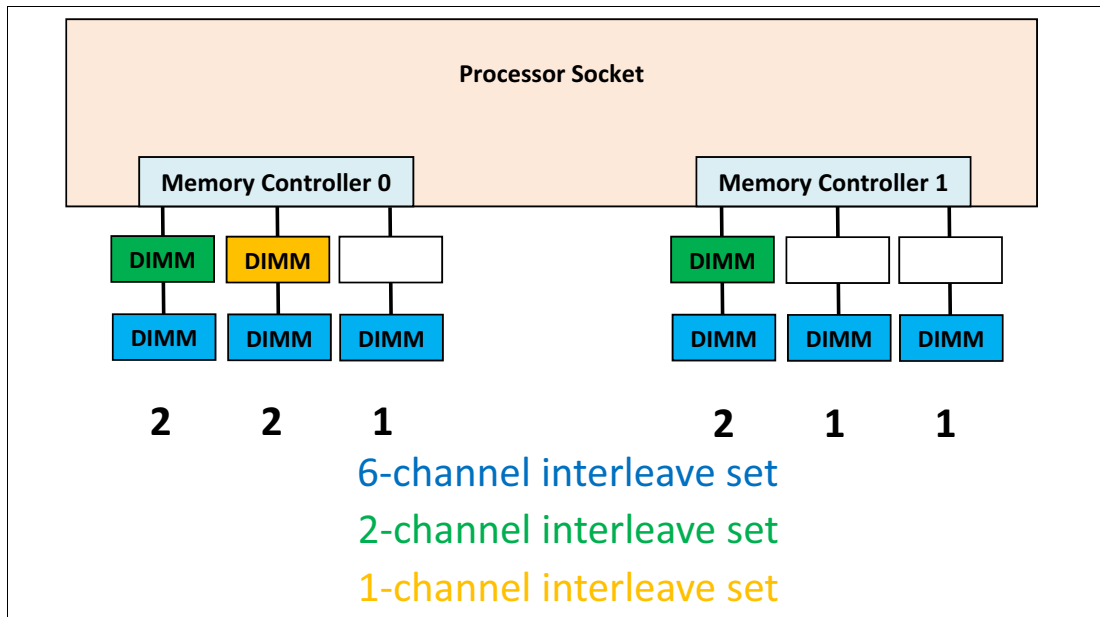 Processor Socket
Memory Controller 0 Memory Controller 1
DIMM DIMM DIMM
DIMM DIMM DIMM DIMM DIMM DIMM
2 2 1 2 1 1
6-channel interleave set
2-channel interleave set
1-channel interleave set